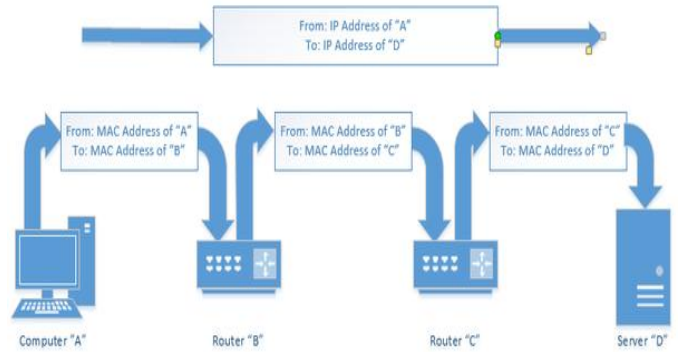 From: IP Address of "A"
To: IP Address of "D"
From: MAC Address of "A"
To: MAC Address of "B"
From: MAC Address of "B"
To: MAC Address of "C"
From: MAC Address of "C"
To: MAC Address of "D"
Computer "A"
Router "B"
Router "C"
Server "D"